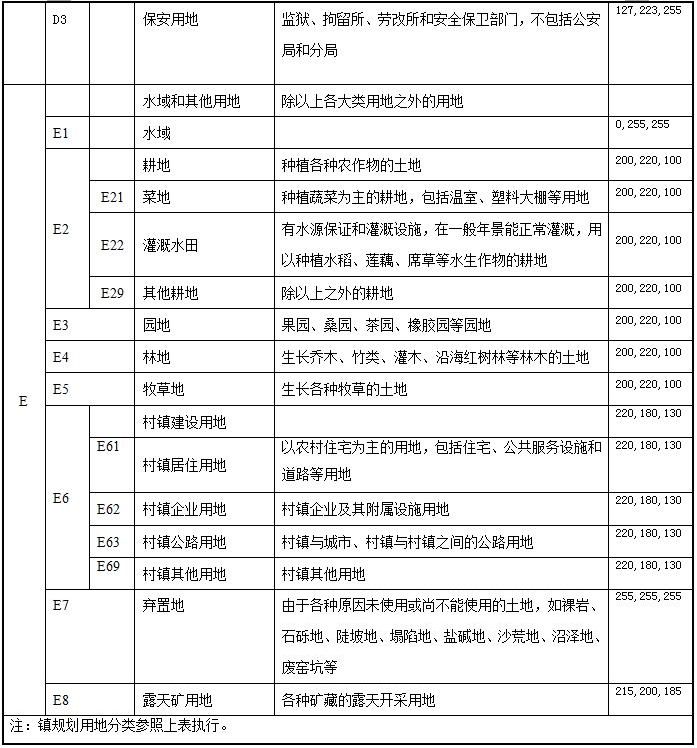 D3 保安用地 监狱、拘留所、劳改所和安全保卫部门，不包括公安 127,223,255
局和分局
水域和其他用地 除以上各大类用地之外的用地
E1 水域 0,255,255
耕地 种植各种农作物的土地 200,220,100
E21 菜地 种植蔬菜为主的耕地，包括温室、塑料大棚等用地 200,220,100
E2
E22 灌溉水田 有水源保证和灌溉设施，在一般年景能正常灌溉，用 200,220,100
以种植水稻、莲藕、席草等水生作物的耕地
E29 其他耕地 除以上之外的耕地 200,220,100
E3 园地 果园、桑园、茶园、橡胶园等园地 200,220,100
E4 林地 生长乔木、竹类、灌木、沿海红树林等林木的土地 200,220,100
E5 牧草地 生长各种牧草的土地 200,220,100
E
村镇建设用地 220,180,130
E61 村镇居住用地 以农村住宅为主的用地，包括住宅、公共服务设施和 220,180,130
道路等用地
E6
E62 村镇企业用地 村镇企业及其附属设施用地 220,180,130
E63 村镇公路用地 村镇与城市、村镇与村镇之间的公路用地 220,180,130
E69 村镇其他用地 村镇其他用地 220,180,130
E7 弃置地 由于各种原因未使用或尚不能使用的土地，如裸岩、 255,255,255
石砾地、陡坡地、塌陷地、盐碱地、沙荒地、沼泽地、
废窑坑等
E8 露天矿用地 各种矿藏的露天开采用地 215,200,185
注：镇规划用地分类参照上表执行。